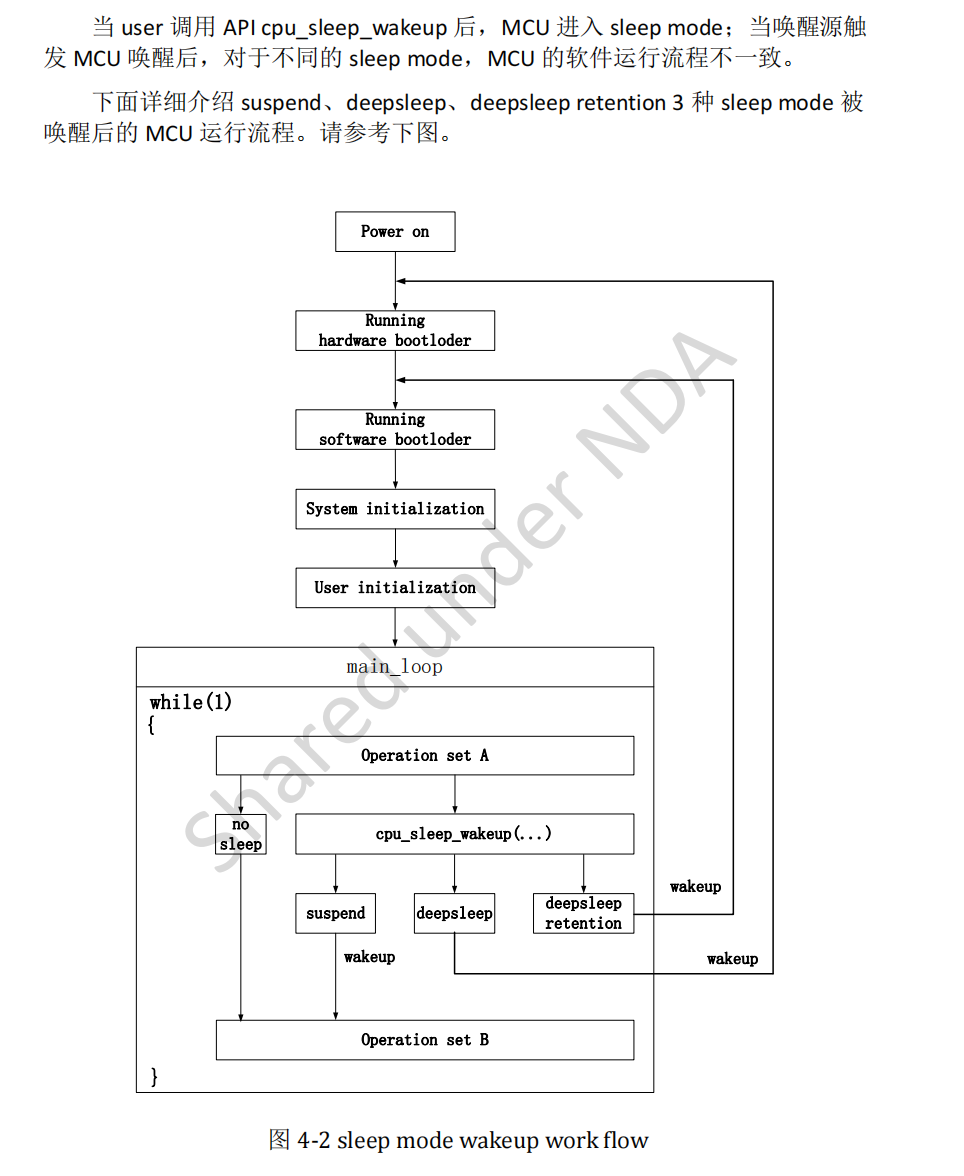 当 user 调用 API cpu_sleep_wakeup 后，MCU 进入 sleep mode；当唤醒源触
发 MCU 唤醒后，对于不同的 sleep mode，MCU 的软件运行流程不一致。
下面详细介绍 suspend、deepsleep、deepsleep retention 3 种 sleep mode 被
唤醒后的 MCU 运行流程。请参考下图。
Power on
Running
hardware bootloder
Running
software bootloder
System initialization
User initialization
main_loop
while(1)
{
Operation set A
no
sleep
cpu_sleep_wakeup(...)
suspend
deepsleep
deepsleep
retention
wakeup
wakeup
wakeup
Operation set B
}
Shared under NDA
图 4-2 sleep mode wakeup work flow